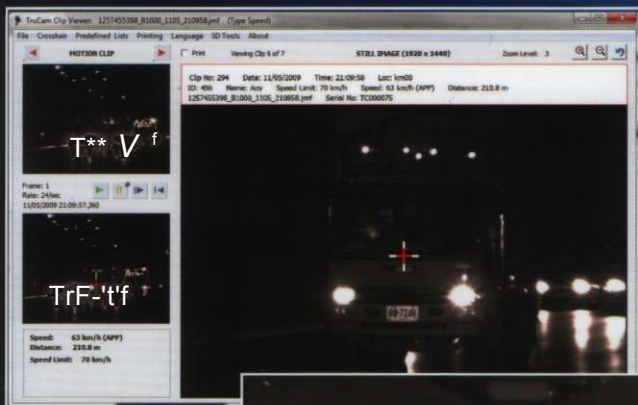 TruCam Clip Viewer: 1257455398_B1000_1105_210958.jmf (Type Speed)
File Crosshair Predefined Lists Printing Language SD Tools About
MOTION CLIP
Print Viewing Clip 6 of 7 STILL IMAGE (1920 x 1440) Zoom Level: 3
Clip No: 294 Date: 11/05/2009 Time: 21:09:58 Loc: km08
ID: 456 Name: Aoy Speed Limit: 70 km/h Speed: 63 km/h (APP) Distance: 210.8 m
1257455398_B1000_1105_210958.jmf Serial No: TC000075
T** V f
Frame: 1
Rate: 24/sec
11/05/2009 21:09:57.360
TrF-'t'f
Speed: 63 km/h (APP)
Distance: 210.8 m
Speed Limit: 70 km/h